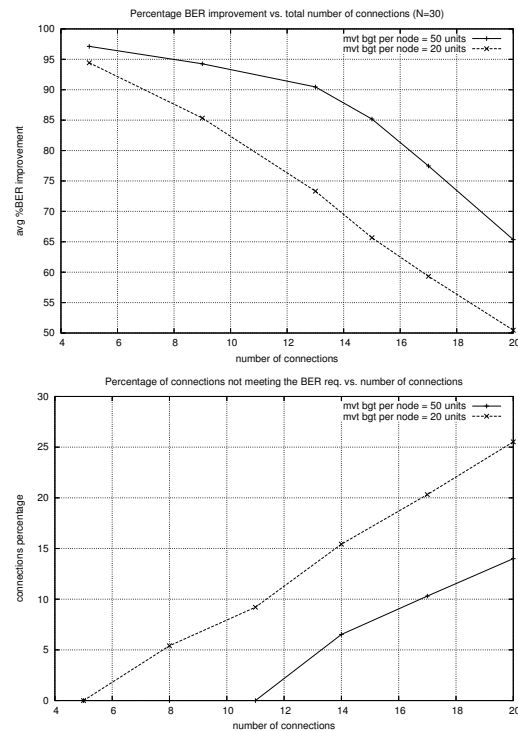 Percentage BER improvement vs. total number of connections (N=30)
mvt bgt per node = 50 units
mvt bgt per node = 20 units
avg %BER improvement
100
95
90
85
80
75
70
65
60
55
50
4 6 8 10 12 14 16 18 20
number of connections
Percentage of connections not meeting the BER req. vs. number of connections
mvt bgt per node = 50 units
mvt bgt per node = 20 units
connections percentage
30
25
20
15
10
5
0
4 6 8 10 12 14 16 18 20
number of connections